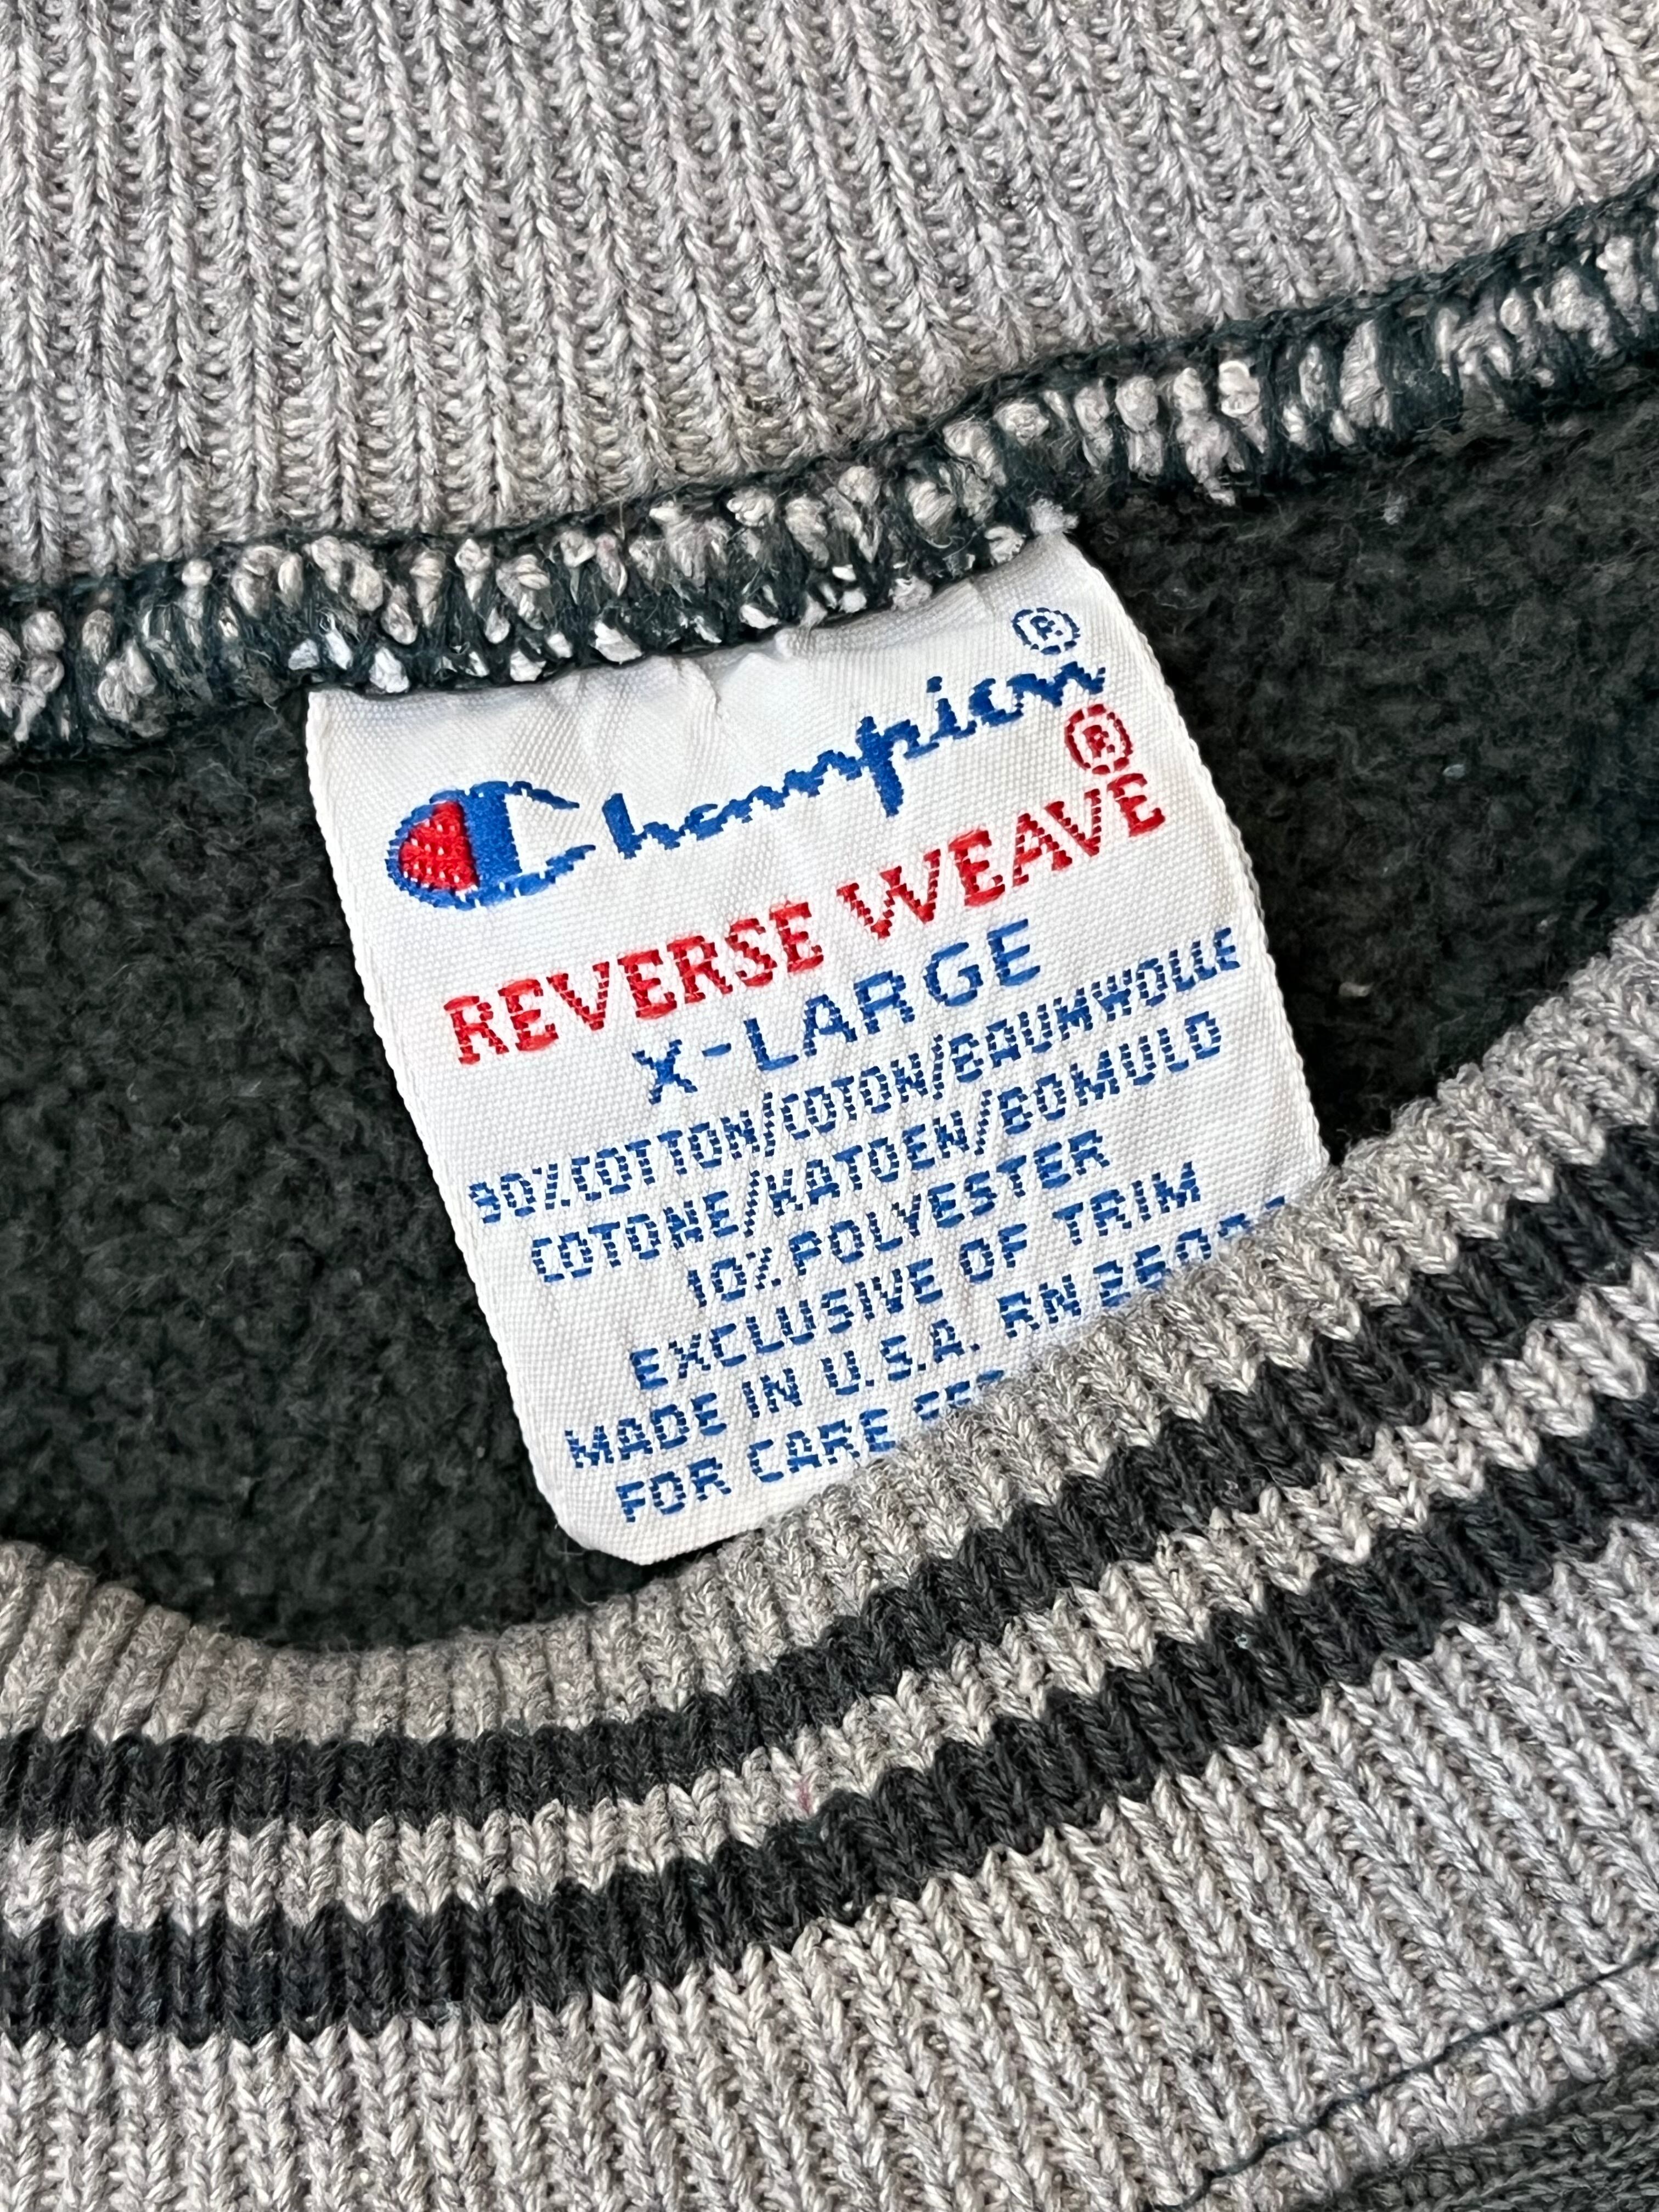 Champion®
REVERSE WEAVE®
X-LARGE
90%COTTON/COTON/BAUMWOLLE
COTONE/KATOEN/BOMULD
10% POLYESTER
EXCLUSIVE OF TRIM
MADE IN U.S.A. RN
FOR CARE